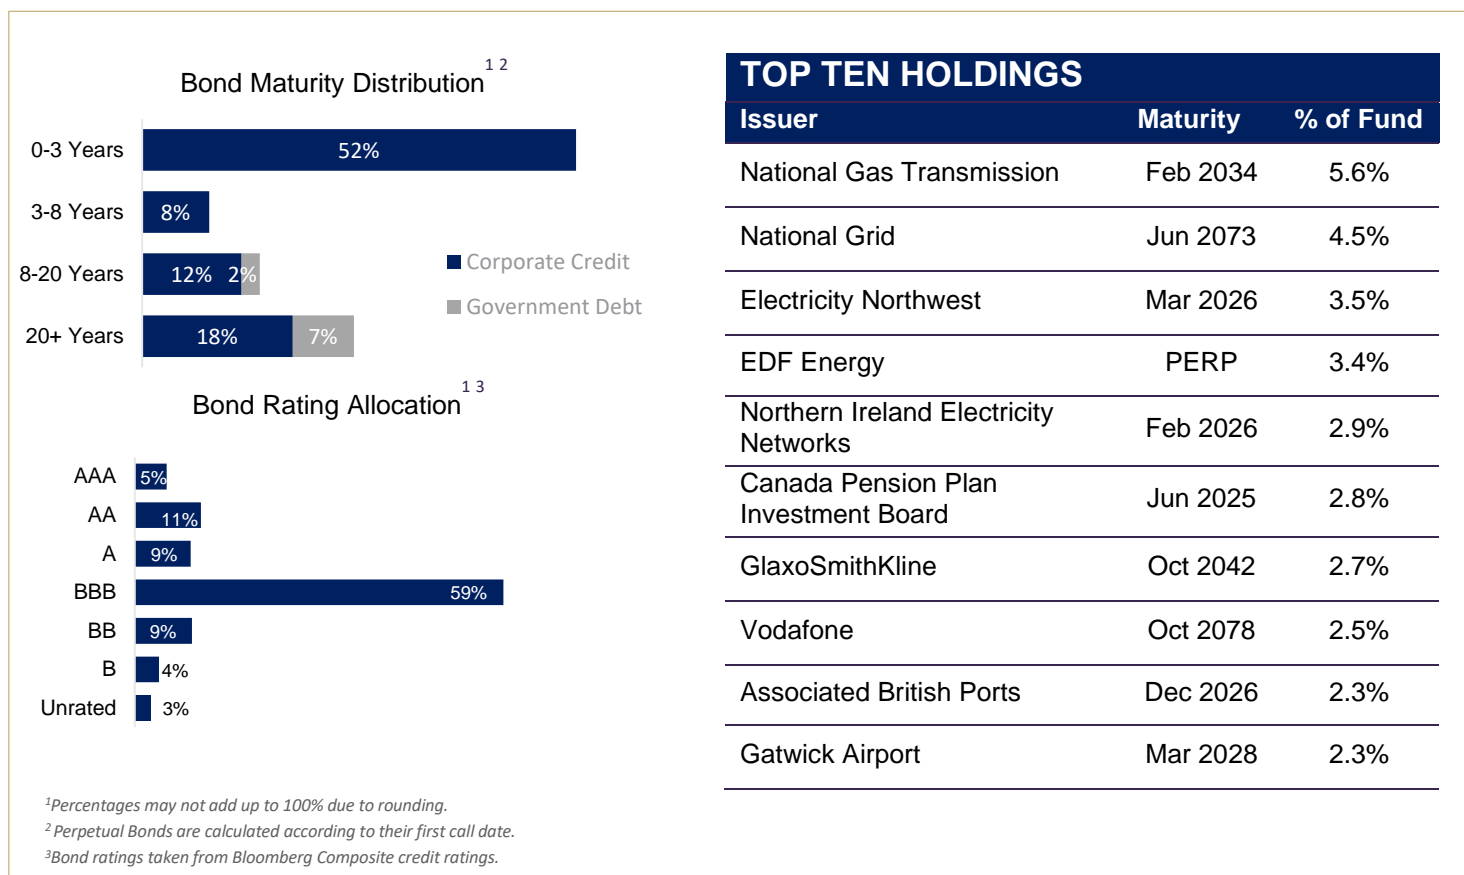 Bond Maturity Distribution1 2
0-3 Years 52%
3-8 Years 8%
8-20 Years 12% 2%
20+ Years 18% 7%
Corporate Credit
Government Debt
Bond Rating Allocation1 3
AAA 5%
AA 11%
A 9%
BBB 59%
BB 9%
B 4%
Unrated 3%
1Percentages may not add up to 100% due to rounding.
2 Perpetual Bonds are calculated according to their first call date.
3Bond ratings taken from Bloomberg Composite credit ratings.
TOP TEN HOLDINGS
Issuer Maturity % of Fund
National Gas Transmission Feb 2034 5.6%
National Grid Jun 2073 4.5%
Electricity Northwest Mar 2026 3.5%
EDF Energy PERP 3.4%
Northern Ireland Electricity
Networks Feb 2026 2.9%
Canada Pension Plan
Investment Board Jun 2025 2.8%
GlaxoSmithKline Oct 2042 2.7%
Vodafone Oct 2078 2.5%
Associated British Ports Dec 2026 2.3%
Gatwick Airport Mar 2028 2.3%